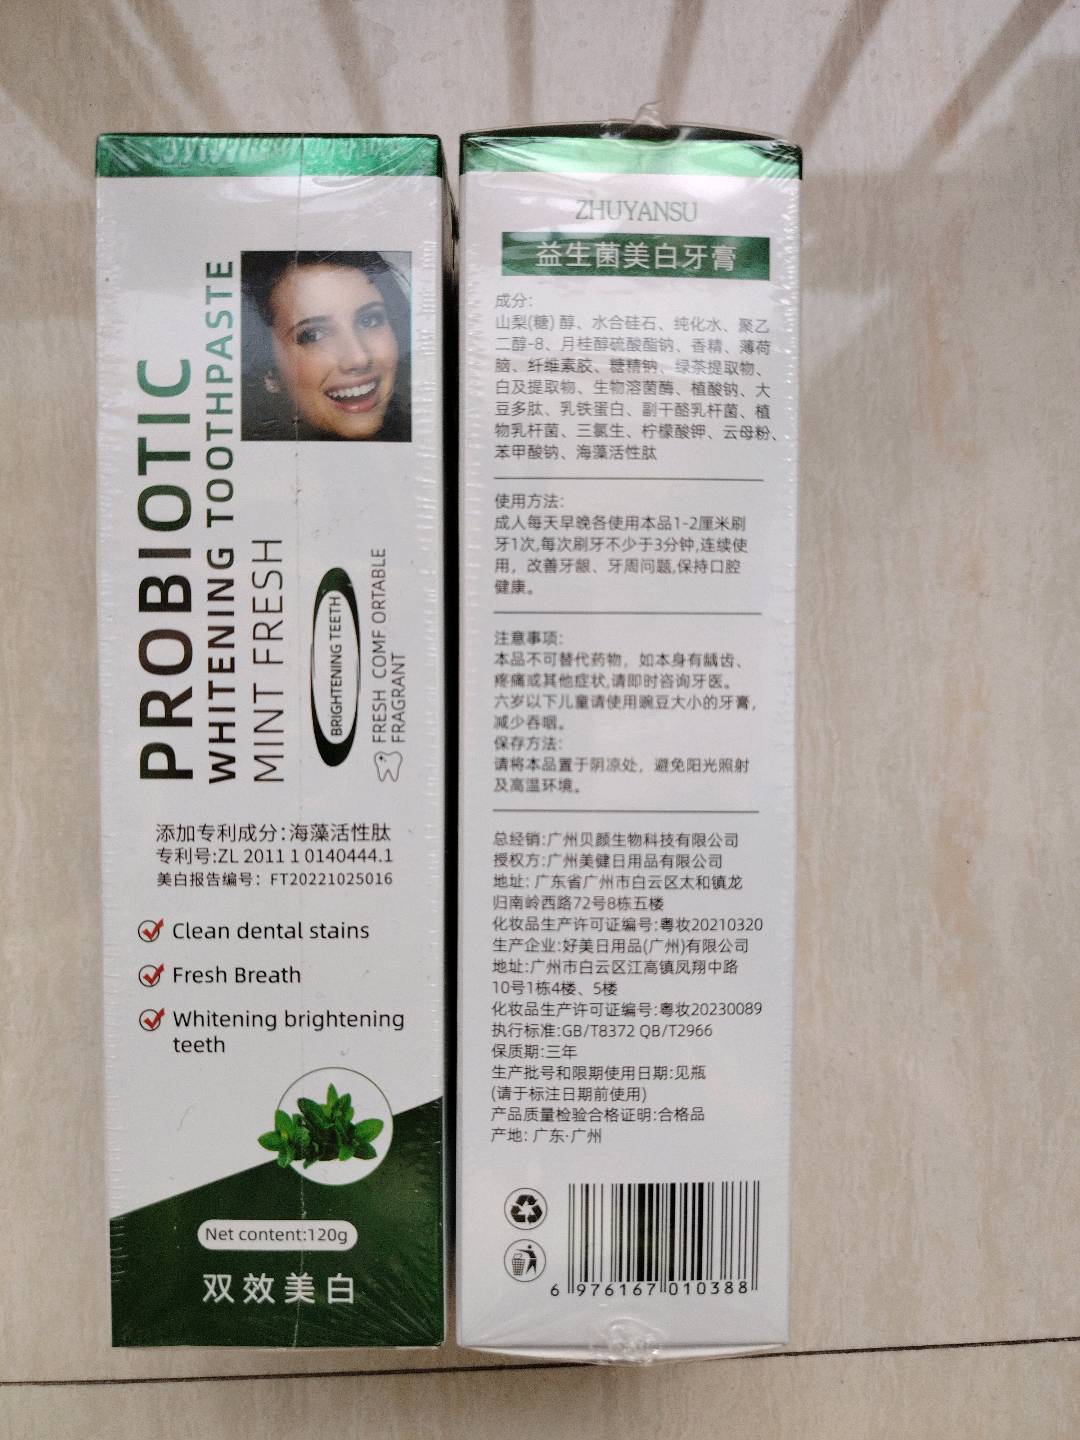 PROBIOTIC
WHITENING TOOTHPASTE
MINT FRESH
BRIGHTENING TEETH
FRESH COMF ORTABLE
FRAGRANT
添加专利成分：海藻活性肽
专利号:ZL 2011 1 0140444.1
美白报告编号：FT20221025016
Clean dental stains
Fresh Breath
Whitening brightening
teeth
Net content:120g
双效美白
ZHUYANSU
益生菌美白牙膏
成分：
山梨(糖)醇、水合硅石、纯化水、聚乙
二醇-8、月桂醇硫酸酯钠、香精、薄荷
脑、纤维素胶、糖精钠、绿茶提取物、
白及提取物、生物溶菌酶、植酸钠、大
豆多肽、乳铁蛋白、副干酪乳杆菌、植
物乳杆菌、三氯生、柠檬酸钾、云母粉、
苯甲酸钠、海藻活性肽
使用方法：
成人每天早晚各使用本品1-2厘米刷
牙1次,每次刷牙不少于3分钟,连续使
用，改善牙龈、牙周问题,保持口腔
健康。
注意事项：
本品不可替代药物，如本身有龋齿、
疼痛或其他症状,请即时咨询牙医。
六岁以下儿童请使用豌豆大小的牙膏，
减少吞咽。
保存方法：
请将本品置于阴凉处，避免阳光照射
及高温环境。
总经销:广州贝颜生物科技有限公司
授权方:广州美健日用品有限公司
地址：广东省广州市白云区太和镇龙
归南岭西路72号8栋五楼
化妆品生产许可证编号:粤妆20210320
生产企业:好美日用品(广州)有限公司
地址:广州市白云区江高镇凤翔中路
10号1栋4楼、5楼
化妆品生产许可证编号:粤妆20230089
执行标准:GB/T8372 QB/T2966
保质期:三年
生产批号和限期使用日期:见瓶
(请于标注日期前使用)
产品质量检验合格证明:合格品
产地：广东·广州
6 976167 010388